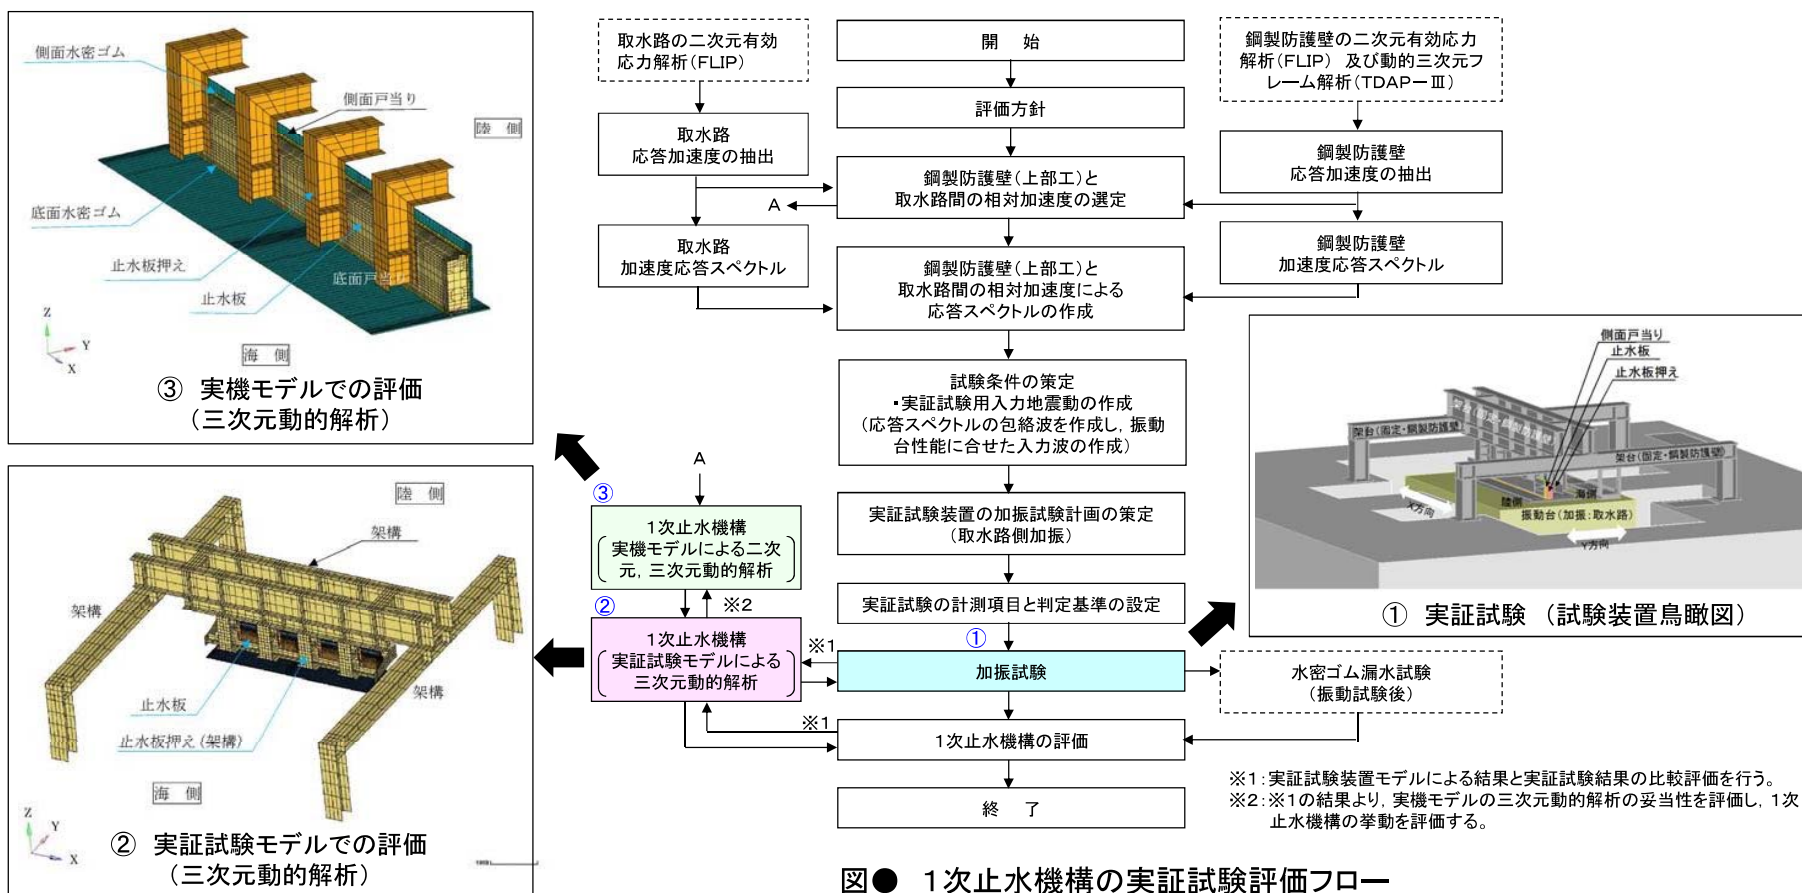 側面水密ゴム
側面戸当り
陸 側
底面水密ゴム
止水板押え
底面戸当り
止水板
海 側
Z
Y
X
③ 実機モデルでの評価
(三次元動的解析)
陸 側
架構
架構
架構
止水板
止水板押え(架構)
海 側
Z
Y
X
② 実証試験モデルでの評価
(三次元動的解析)
取水路の二次元有効
応力解析(FLIP)
取水路
応答加速度の抽出
取水路
加速度応答スペクトル
開 始
評価方針
鋼製防護壁(上部工)と
取水路間の相対加速度の選定
A
鋼製防護壁(上部工)と
取水路間の相対加速度による
応答スペクトルの作成
試験条件の策定
・実証試験用入力地震動の作成
(応答スペクトルの包絡波を作成し,振動
台性能に合せた入力波の作成)
実証試験装置の加振試験計画の策定
(取水路側加振)
実証試験の計測項目と判定基準の設定
①
加振試験
1次止水機構の評価
終 了
鋼製防護壁の二次元有効応力
解析(FLIP) 及び動的三次元フ
レーム解析(TDAP-Ⅲ)
鋼製防護壁
応答加速度の抽出
鋼製防護壁
加速度応答スペクトル
A
③
1次止水機構
実機モデルによる二次
元,三次元動的解析
②
※2
1次止水機構
実証試験モデルによる
三次元動的解析
※1
※1
水密ゴム漏水試験
(振動試験後)
側面戸当り
止水板
止水板押え
架台(固定・鋼製防護壁)
架台(固定・鋼製防護壁)
架台(固定・鋼製防護壁)
陸側
海側
振動台(加振:取水路)
X方向
Y方向
① 実証試験 (試験装置鳥瞰図)
※1:実証試験装置モデルによる結果と実証試験結果の比較評価を行う。
※2:※1の結果より,実機モデルの三次元動的解析の妥当性を評価し,1次
止水機構の挙動を評価する。
図● 1次止水機構の実証試験評価フロー